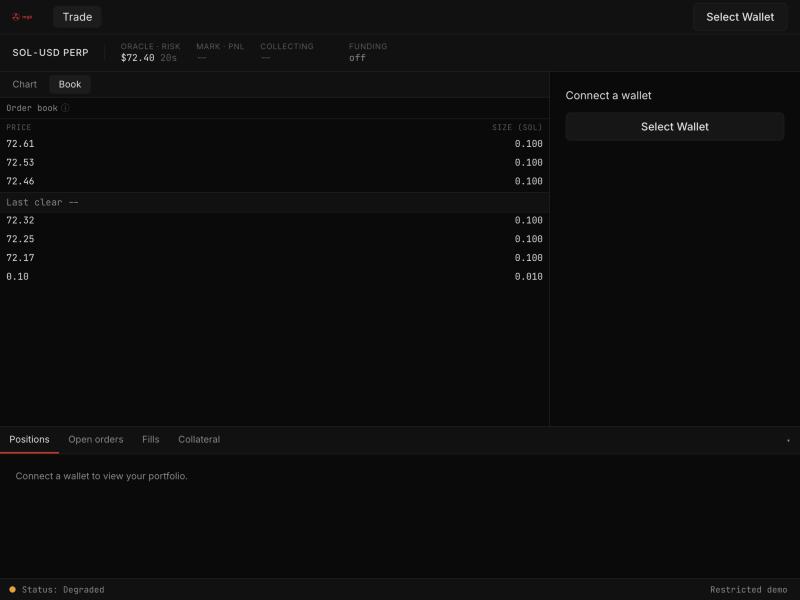 Trade
Select Wallet
SOL-USD PERP
ORACLE · RISK
$72.40 20s
MARK · PNL
--
COLLECTING
--
FUNDING
off
Chart
Book
Order book
PRICE SIZE (SOL)
72.61 0.100
72.53 0.100
72.46 0.100
Last clear --
72.32 0.100
72.25 0.100
72.17 0.100
0.10 0.010
Connect a wallet
Select Wallet
Positions
Open orders
Fills
Collateral
Connect a wallet to view your portfolio.
Status: Degraded
Restricted demo